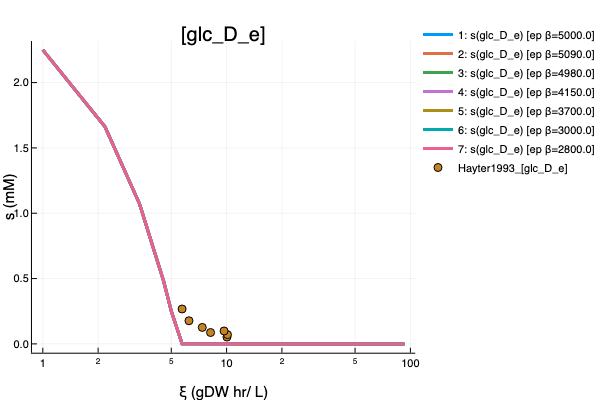 [glc_D_e]
s (mM)
2.0
1.5
1.0
0.5
0.0
1
2
5
10
2
5
100
ξ (gDW hr/ L)
1: s(glc_D_e) [ep β=5000.0]
2: s(glc_D_e) [ep β=5090.0]
3: s(glc_D_e) [ep β=4980.0]
4: s(glc_D_e) [ep β=4150.0]
5: s(glc_D_e) [ep β=3700.0]
6: s(glc_D_e) [ep β=3000.0]
7: s(glc_D_e) [ep β=2800.0]
Hayter1993_[glc_D_e]